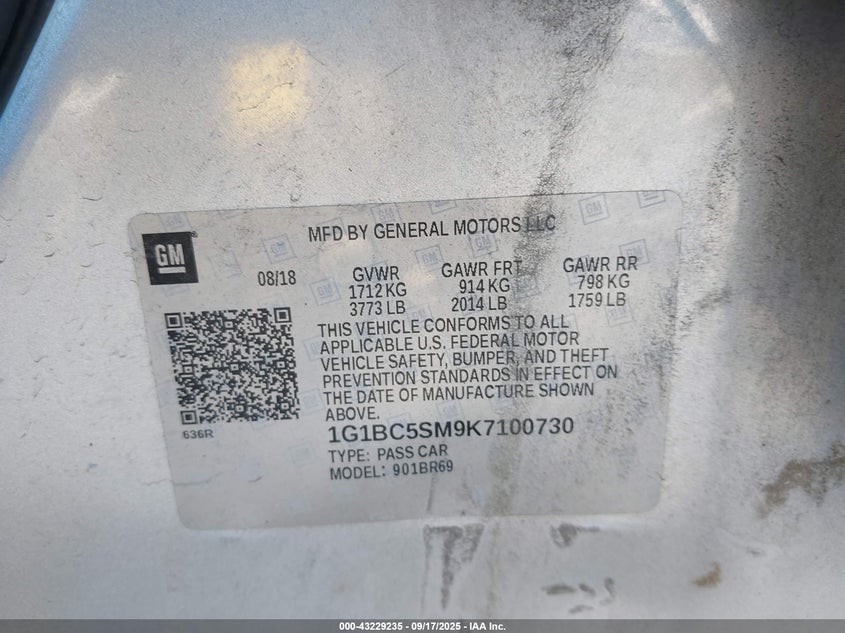 MFD BY GENERAL MOTORS LLC
GM
08/18
GVWR
1712 KG
3773 LB
GAWR FRT
914 KG
2014 LB
GAWR RR
798 KG
1759 LB
THIS VEHICLE CONFORMS TO ALL
APPLICABLE U.S. FEDERAL MOTOR
VEHICLE SAFETY, BUMPER, AND THEFT
PREVENTION STANDARDS IN EFFECT ON
THE DATE OF MANUFACTURE SHOWN
ABOVE.
636R
1G1BC5SM9K7100730
TYPE: PASS CAR
MODEL: 901BR69
000-43229235 - 09/17/2025 - IAA Inc.